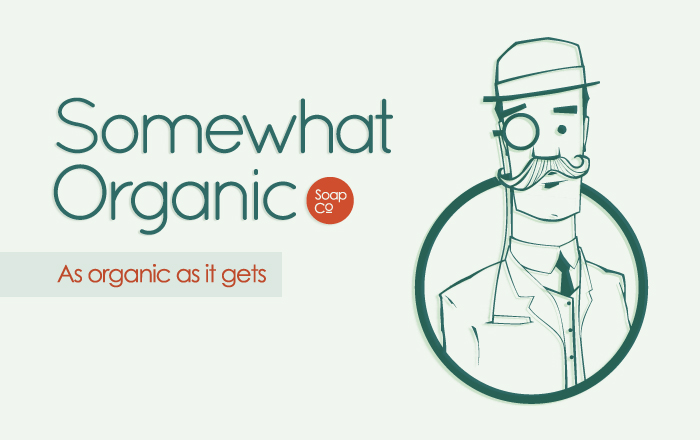 Somewhat
Organic
Soap
Co
As organic as it gets